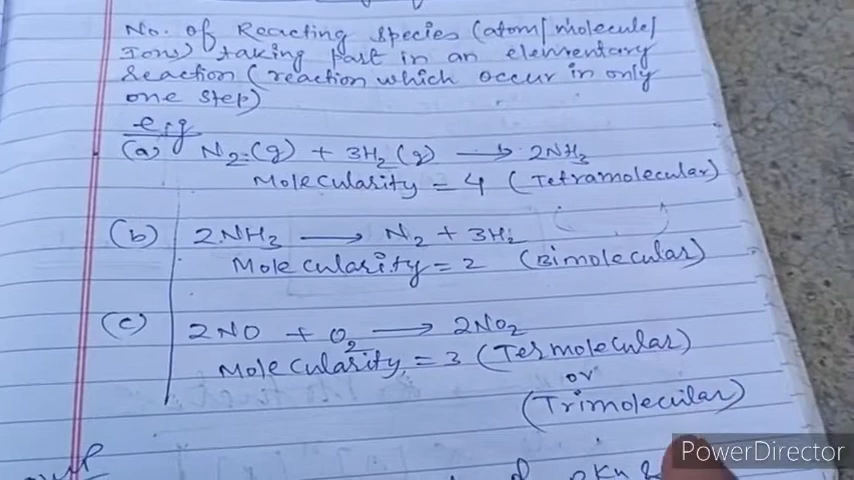 No. of Reacting species (atom/molecule/
Ions) taking part in an elementary
reaction (reaction which occur in only
one step)
e.g
(a) N₂(g) + 3H₂(g) → 2NH₃
Molecularity = 4 (Tetramolecular)
(b) 2NH₃ → N₂ + 3H₂
Molecularity = 2 (Bimolecular)
(c) 2NO + O₂ → 2NO₂
Molecularity = 3 (Termolecular)
or
(Trimolecular)
of
PowerDirector